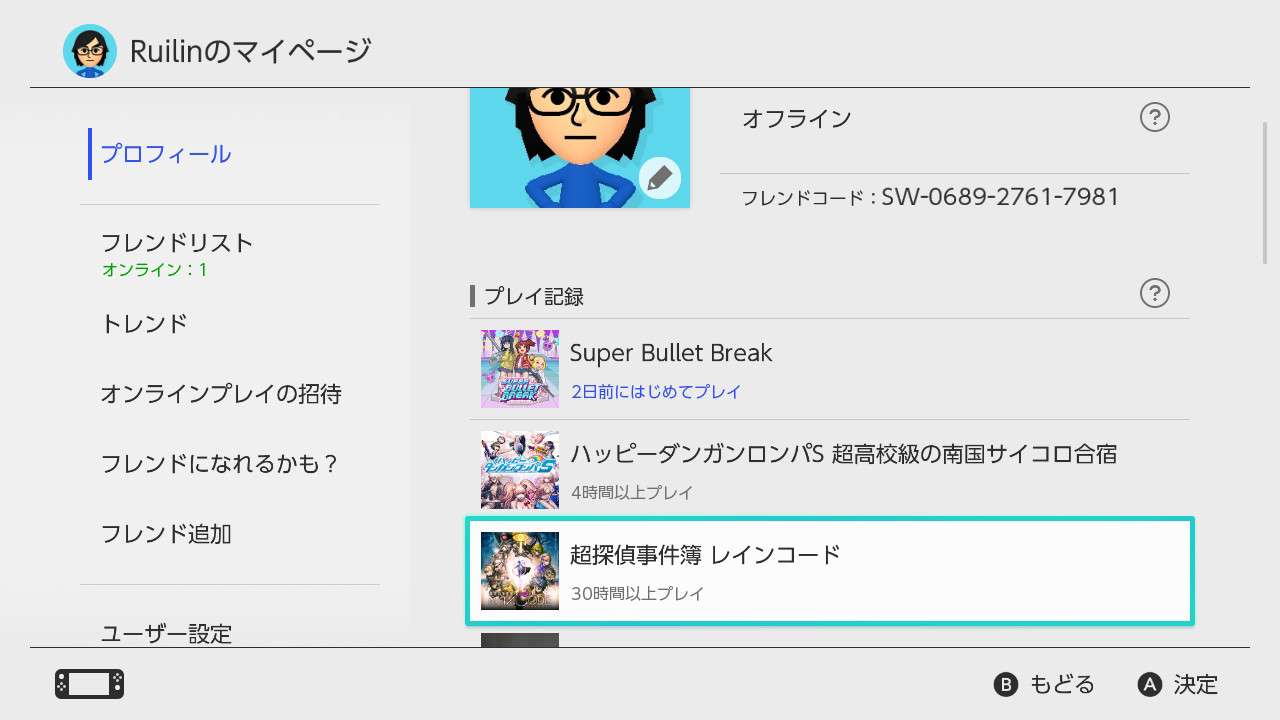 Ruilinのマイページ
プロフィール
フレンドリスト
オンライン：1
トレンド
オンラインプレイの招待
フレンドになれるかも？
フレンド追加
ユーザー設定
オフライン
?
フレンドコード：SW-0689-2761-7981
プレイ記録
?
SUPER BULLET BREAK
Super Bullet Break
2日前にはじめてプレイ
ハッピーダンガンロンパS 超高校級の南国サイコロ合宿
4時間以上プレイ
超探偵事件簿 レインコード
30時間以上プレイ
B もどる
A 決定